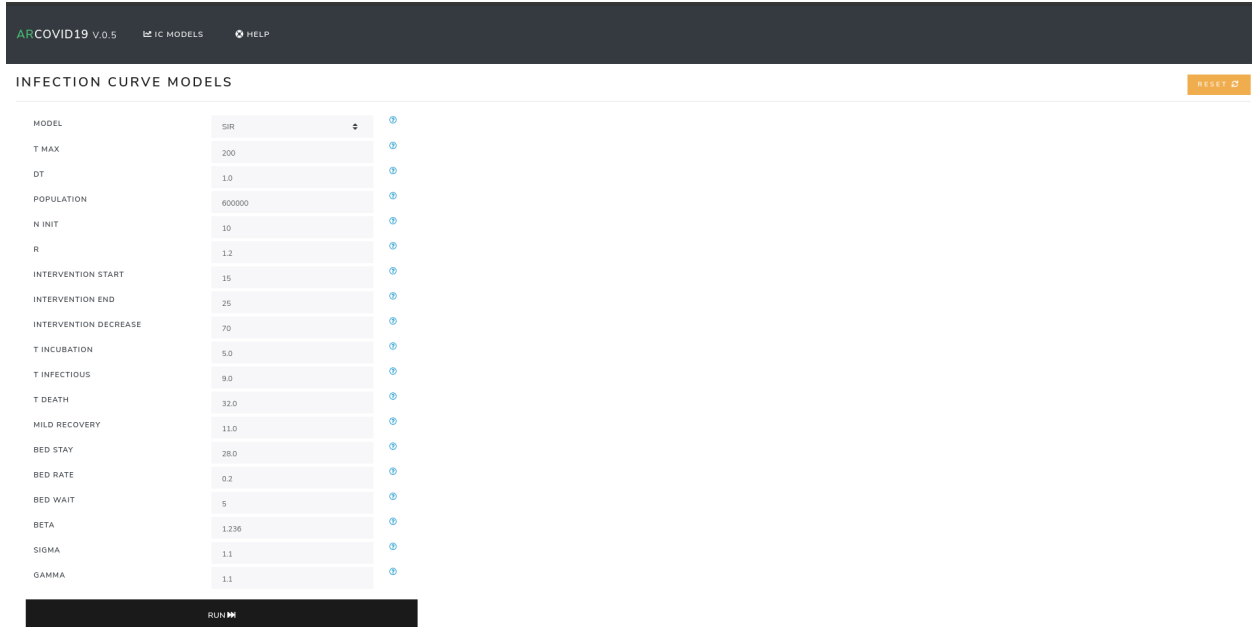 ARCOVID19 V.0.5 IC MODELS HELP
INFECTION CURVE MODELS RESET
MODEL SIR
T MAX 200
DT 1.0
POPULATION 600000
N INIT 10
R 1.2
INTERVENTION START 15
INTERVENTION END 25
INTERVENTION DECREASE 70
T INCUBATION 5.0
T INFECTIOUS 9.0
T DEATH 32.0
MILD RECOVERY 11.0
BED STAY 28.0
BED RATE 0.2
BED WAIT 5
BETA 1.236
SIGMA 1.1
GAMMA 1.1
RUN